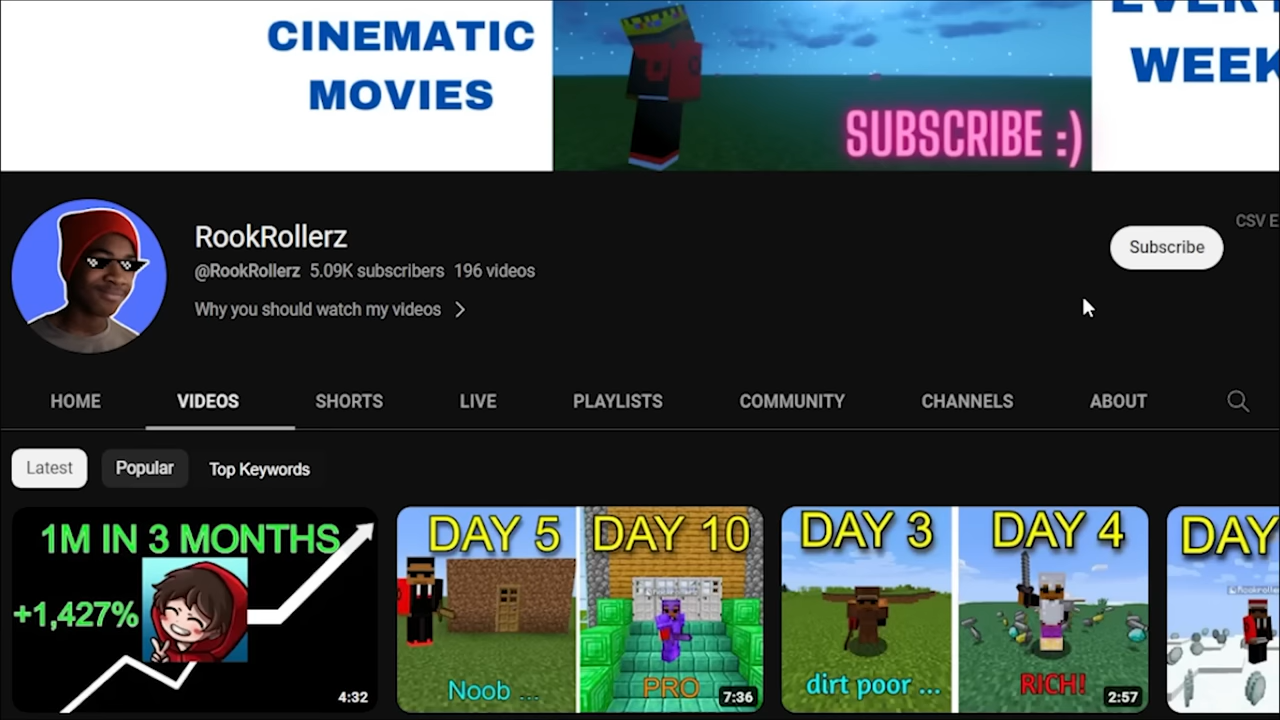 CINEMATIC
MOVIES
SUBSCRIBE :)
WEEK
RookRollerz
@RookRollerz 5.09K subscribers 196 videos
Why you should watch my videos
Subscribe
CSV E
HOME VIDEOS SHORTS LIVE PLAYLISTS COMMUNITY CHANNELS ABOUT
Latest Popular Top Keywords
1M IN 3 MONTHS
+1,427%
4:32
DAY 5 DAY 10
Noob ... PRO
7:36
DAY 3 DAY 4
dirt poor ... RICH!
2:57
DAY